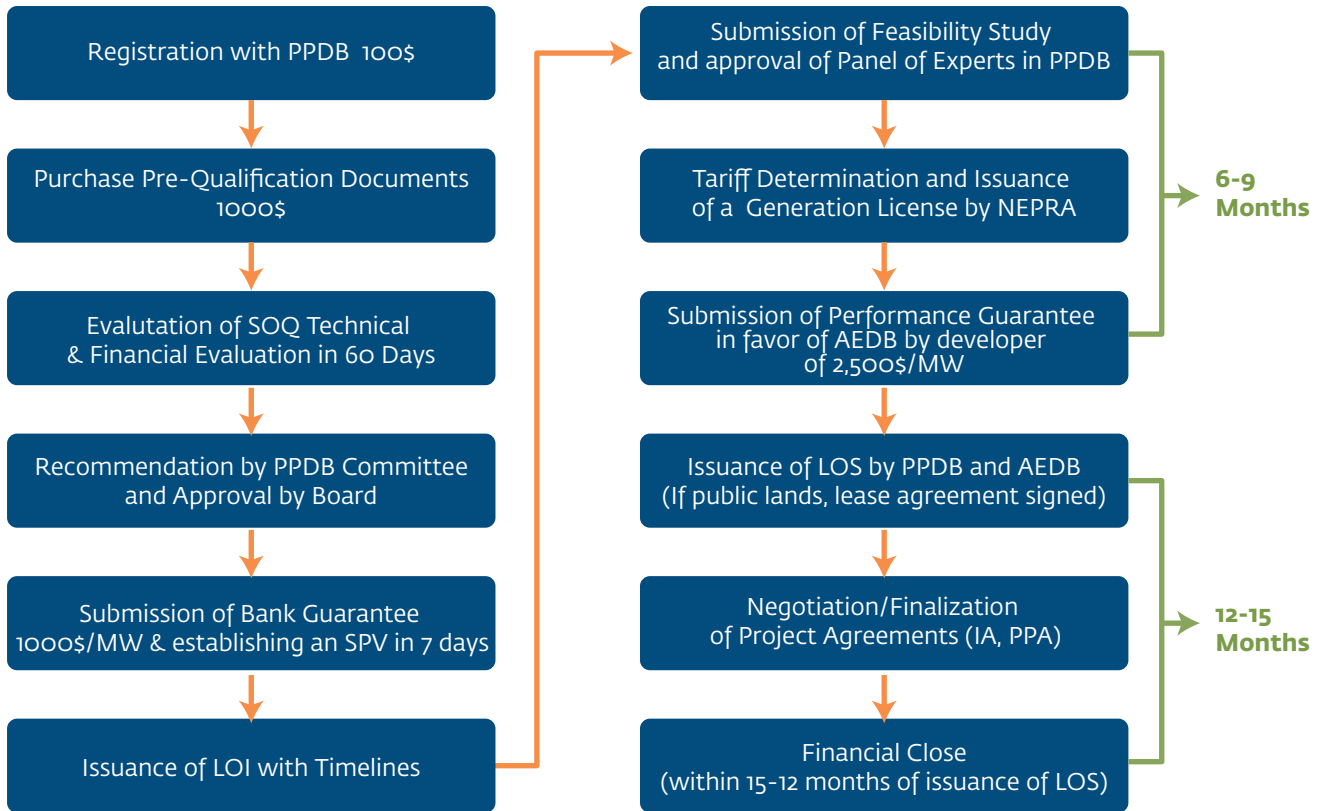 Registration with PPDB 100$
Purchase Pre-Qualification Documents
1000$
Evalutation of SOQ Technical
& Financial Evaluation in 60 Days
Recommendation by PPDB Committee
and Approval by Board
Submission of Bank Guarantee
1000$/MW & establishing an SPV in 7 days
Issuance of LOI with Timelines
Submission of Feasibility Study
and approval of Panel of Experts in PPDB
Tariff Determination and Issuance
of a Generation License by NEPRA
Submission of Performance Guarantee
in favor of AEDB by developer
of 2,500$/MW
6-9
Months
Issuance of LOS by PPDB and AEDB
(If public lands, lease agreement signed)
Negotiation/Finalization
of Project Agreements (IA, PPA)
Financial Close
(within 15-12 months of issuance of LOS)
12-15
Months